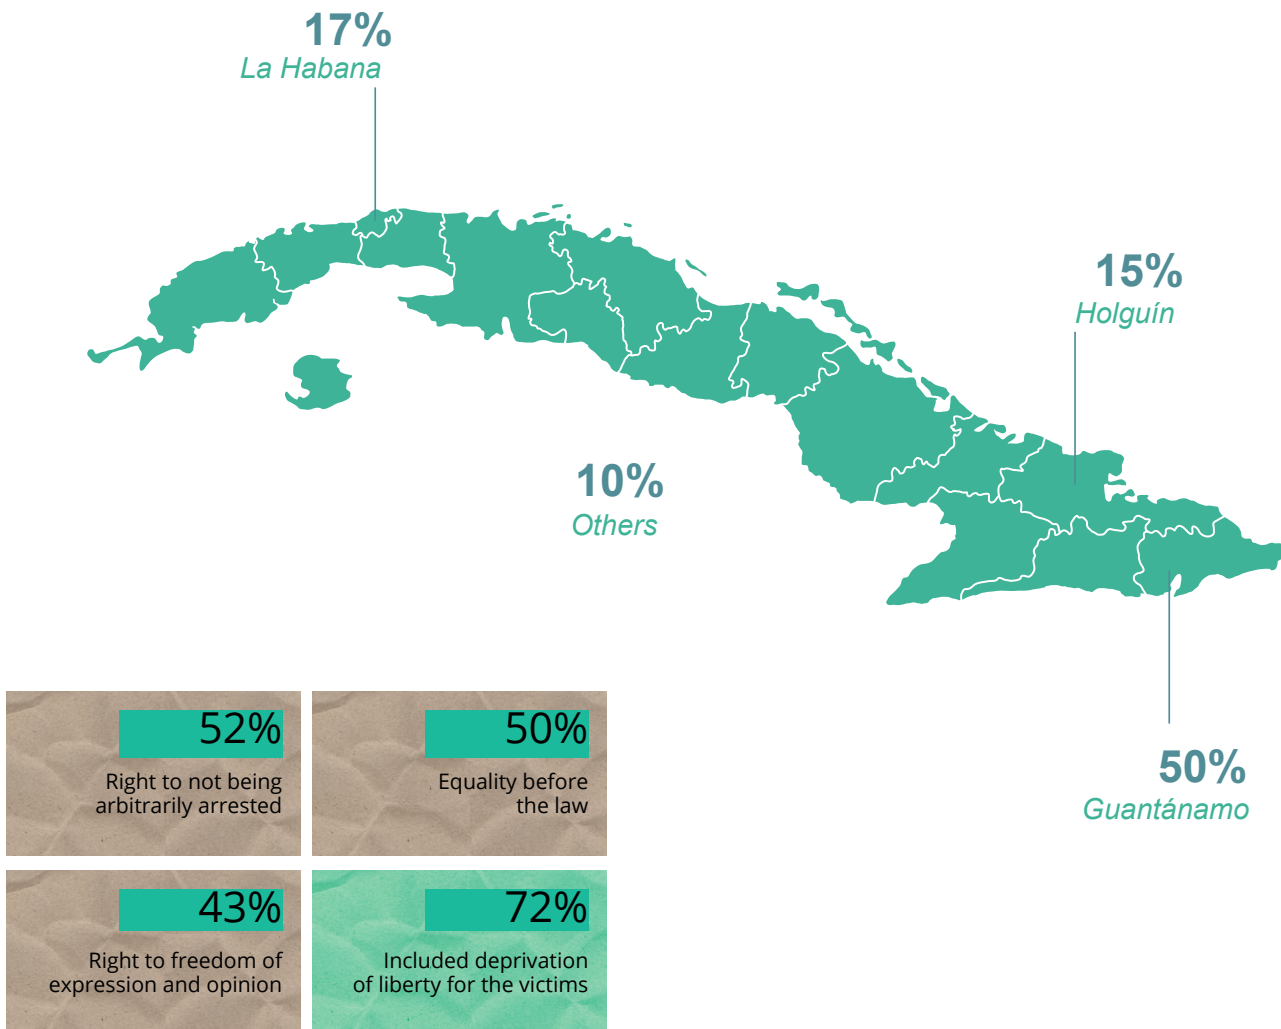 17%
La Habana
15%
Holguín
10%
Others
50%
Guantánamo
52%
Right to not being
arbitrarily arrested
50%
Equality before
the law
43%
Right to freedom of
expression and opinion
72%
Included deprivation
of liberty for the victims